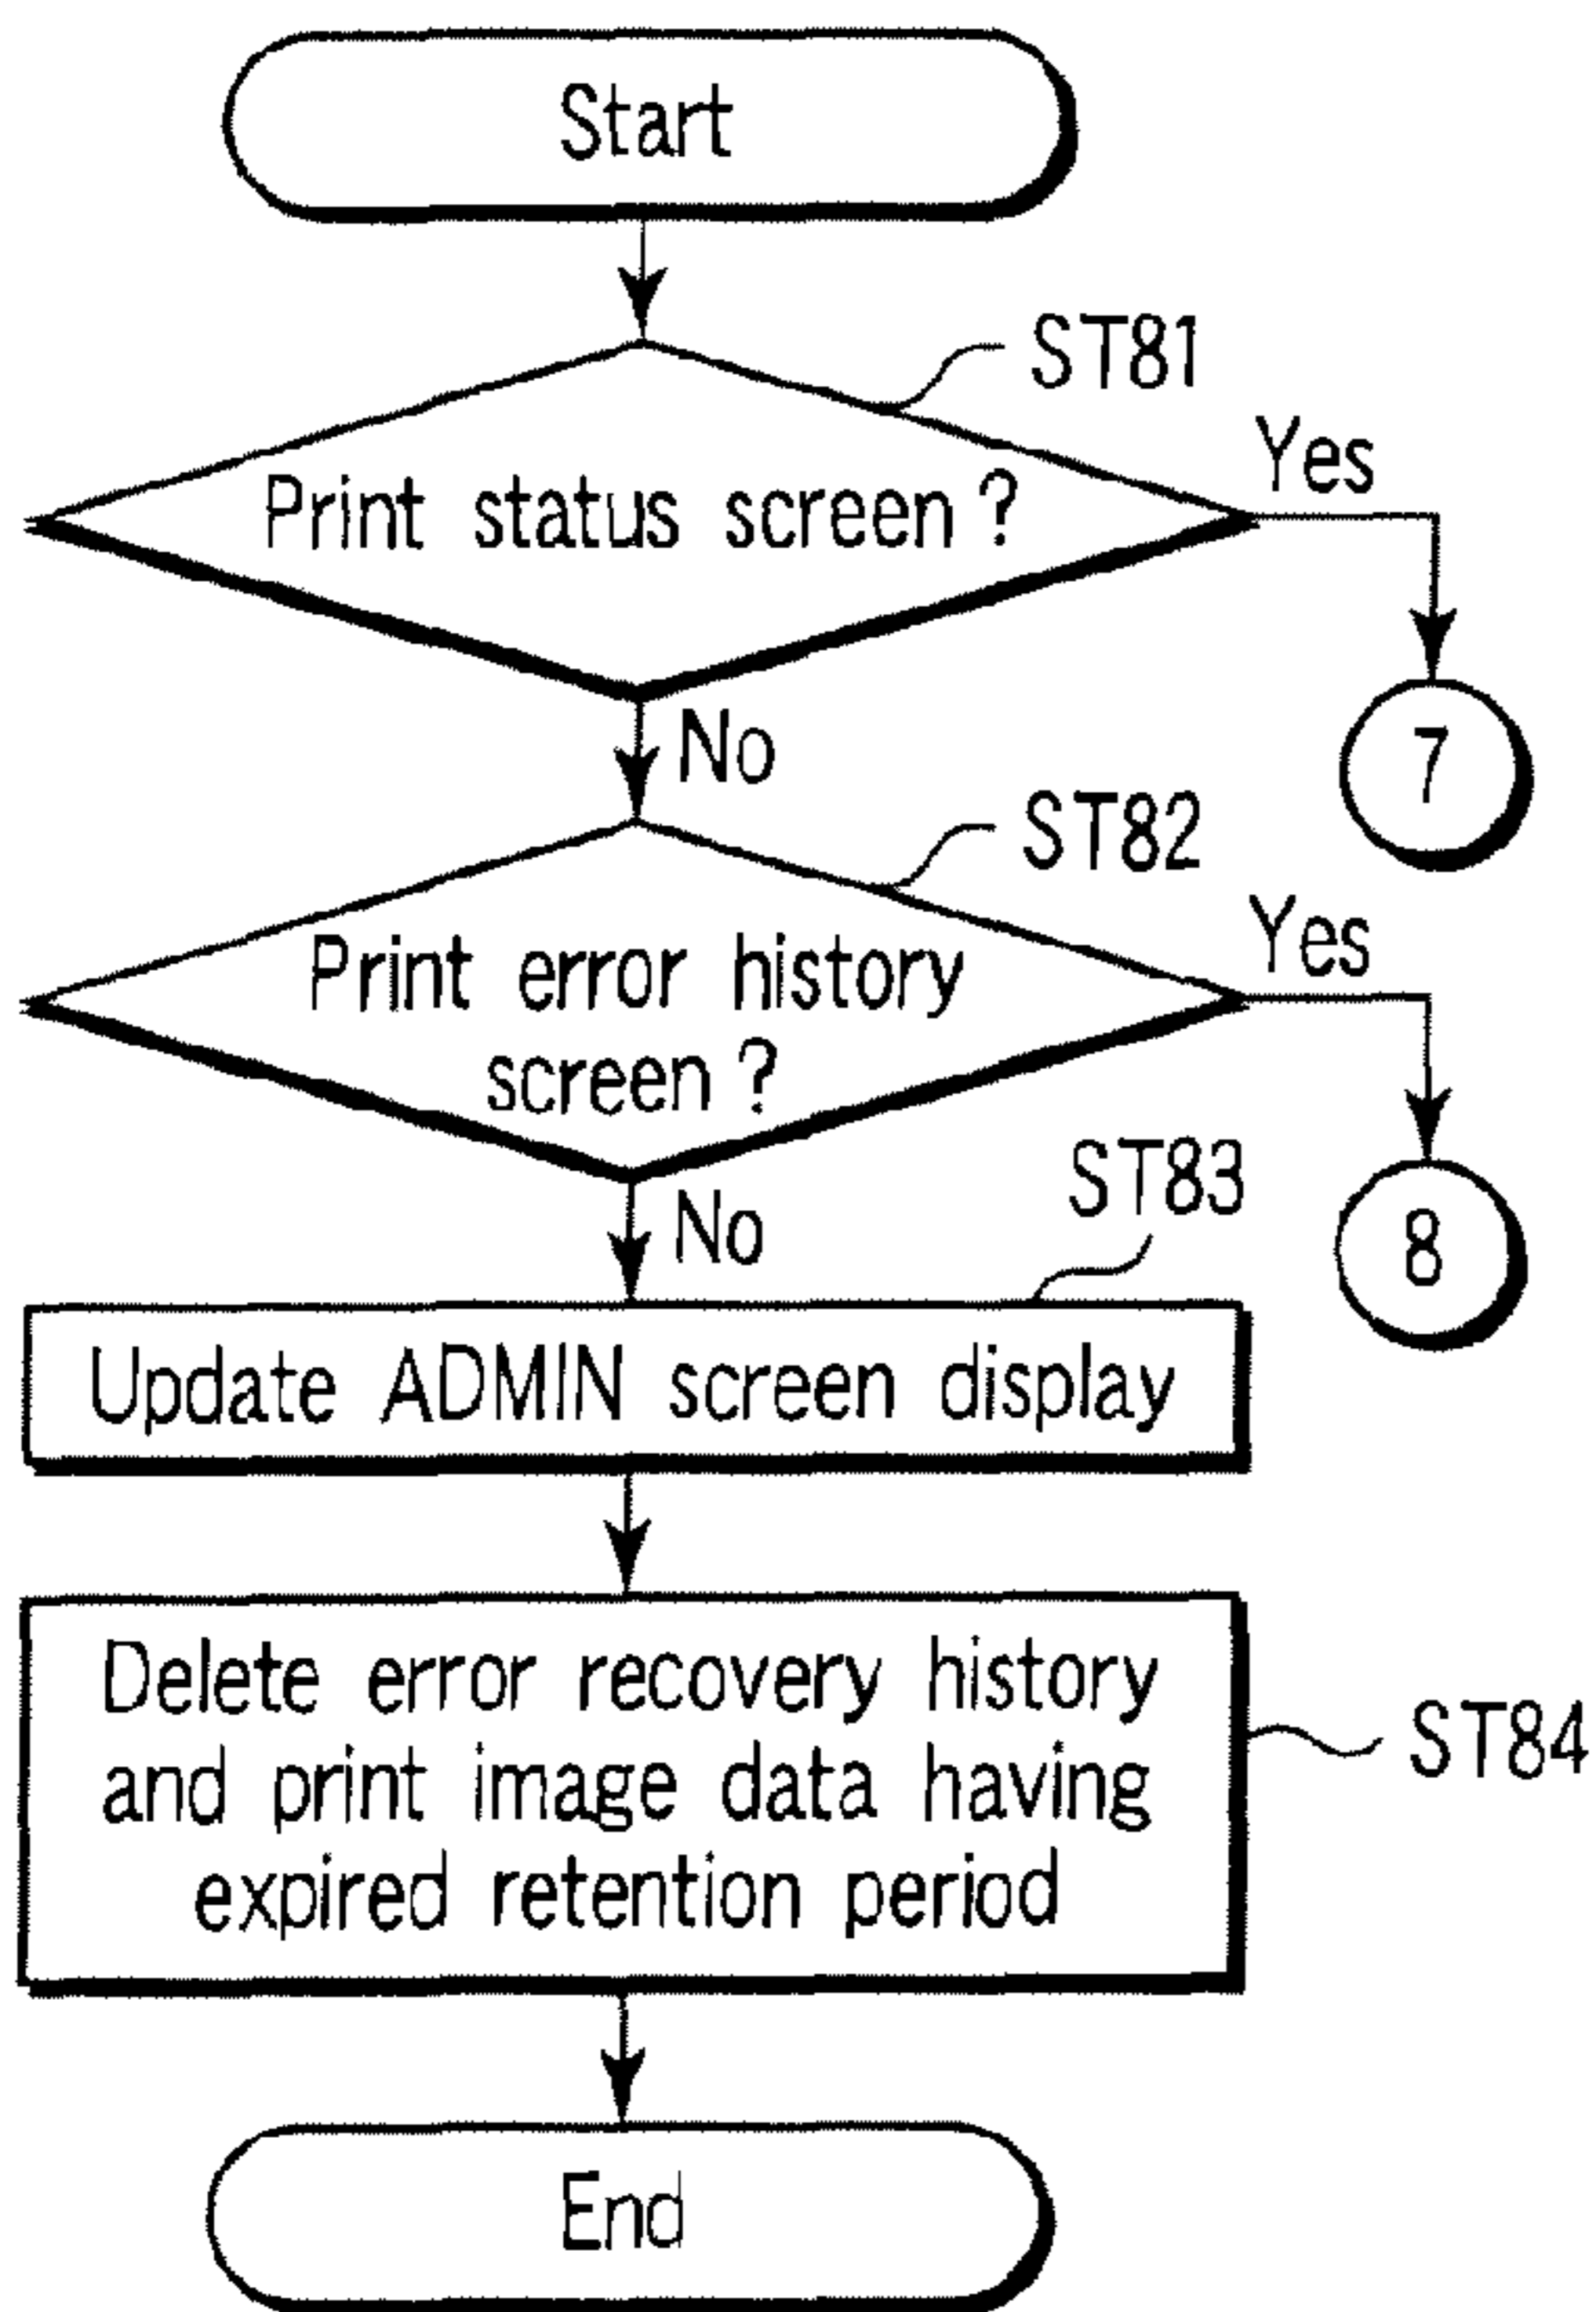 Start
ST81
Print status screen ?
Yes
7
No
ST82
Print error history
screen ?
Yes
8
No
ST83
Update ADMIN screen display
Delete error recovery history
and print image data having
expired retention period
ST84
End